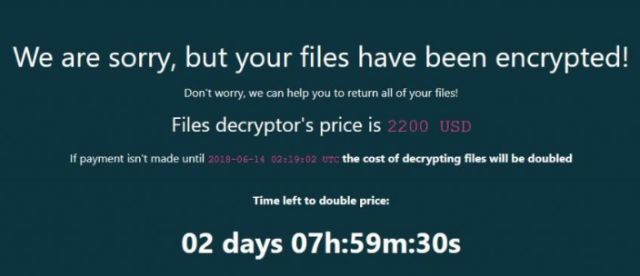 We are sorry, but your files have been encrypted!
Don't worry, we can help you to return all of your files!
Files decryptor's price is 2200 USD
If payment isn't made until 2018-06-14 02:19:02 UTC the cost of decrypting files will be doubled
Time left to double price:
02 days 07h:59m:30s